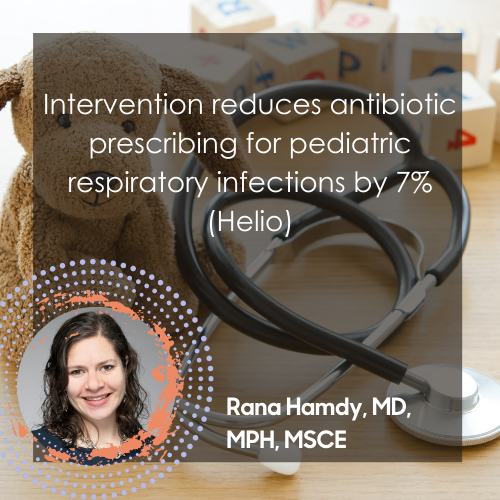 Intervention reduces antibiotic
prescribing for pediatric
respiratory infections by 7%
(Helio)
Rana Hamdy, MD,
MPH, MSCE